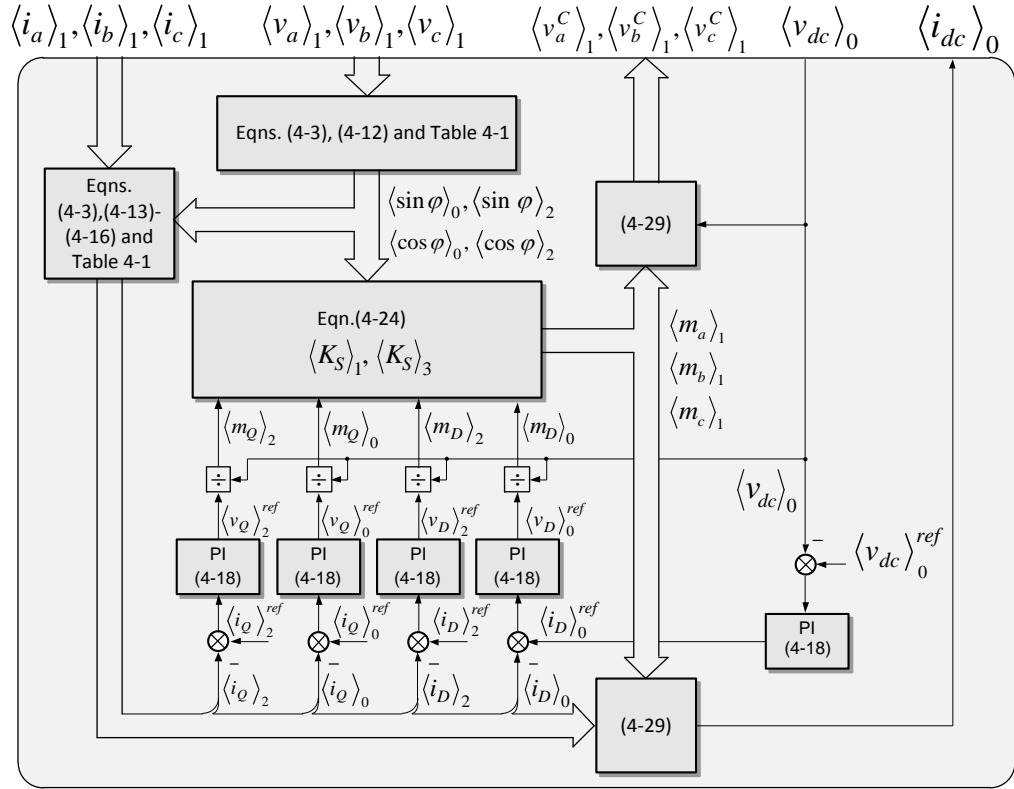 ⟨i_a⟩_1, ⟨i_b⟩_1, ⟨i_c⟩_1
⟨v_a⟩_1, ⟨v_b⟩_1, ⟨v_c⟩_1
⟨v_a^C⟩_1, ⟨v_b^C⟩_1, ⟨v_c^C⟩_1
⟨v_dc⟩_0
⟨i_dc⟩_0
Eqns. (4-3), (4-12) and Table 4-1
Eqns.
(4-3),(4-13)-
(4-16) and
Table 4-1
⟨sin φ⟩_0, ⟨sin φ⟩_2
⟨cos φ⟩_0, ⟨cos φ⟩_2
(4-29)
Eqn.(4-24)
⟨K_S⟩_1, ⟨K_S⟩_3
⟨m_a⟩_1
⟨m_b⟩_1
⟨m_c⟩_1
⟨m_Q⟩_2 ⟨m_Q⟩_0 ⟨m_D⟩_2 ⟨m_D⟩_0
÷ ÷ ÷ ÷
⟨v_dc⟩_0
⟨v_Q⟩_2^ref ⟨v_Q⟩_0^ref ⟨v_D⟩_2^ref ⟨v_D⟩_0^ref
−
⟨v_dc⟩_0^ref
PI
(4-18)
PI
(4-18)
PI
(4-18)
PI
(4-18)
⟨i_Q⟩_2^ref ⟨i_Q⟩_0^ref ⟨i_D⟩_2^ref ⟨i_D⟩_0^ref
PI
(4-18)
− − − −
⟨i_Q⟩_2 ⟨i_Q⟩_0 ⟨i_D⟩_2 ⟨i_D⟩_0
(4-29)